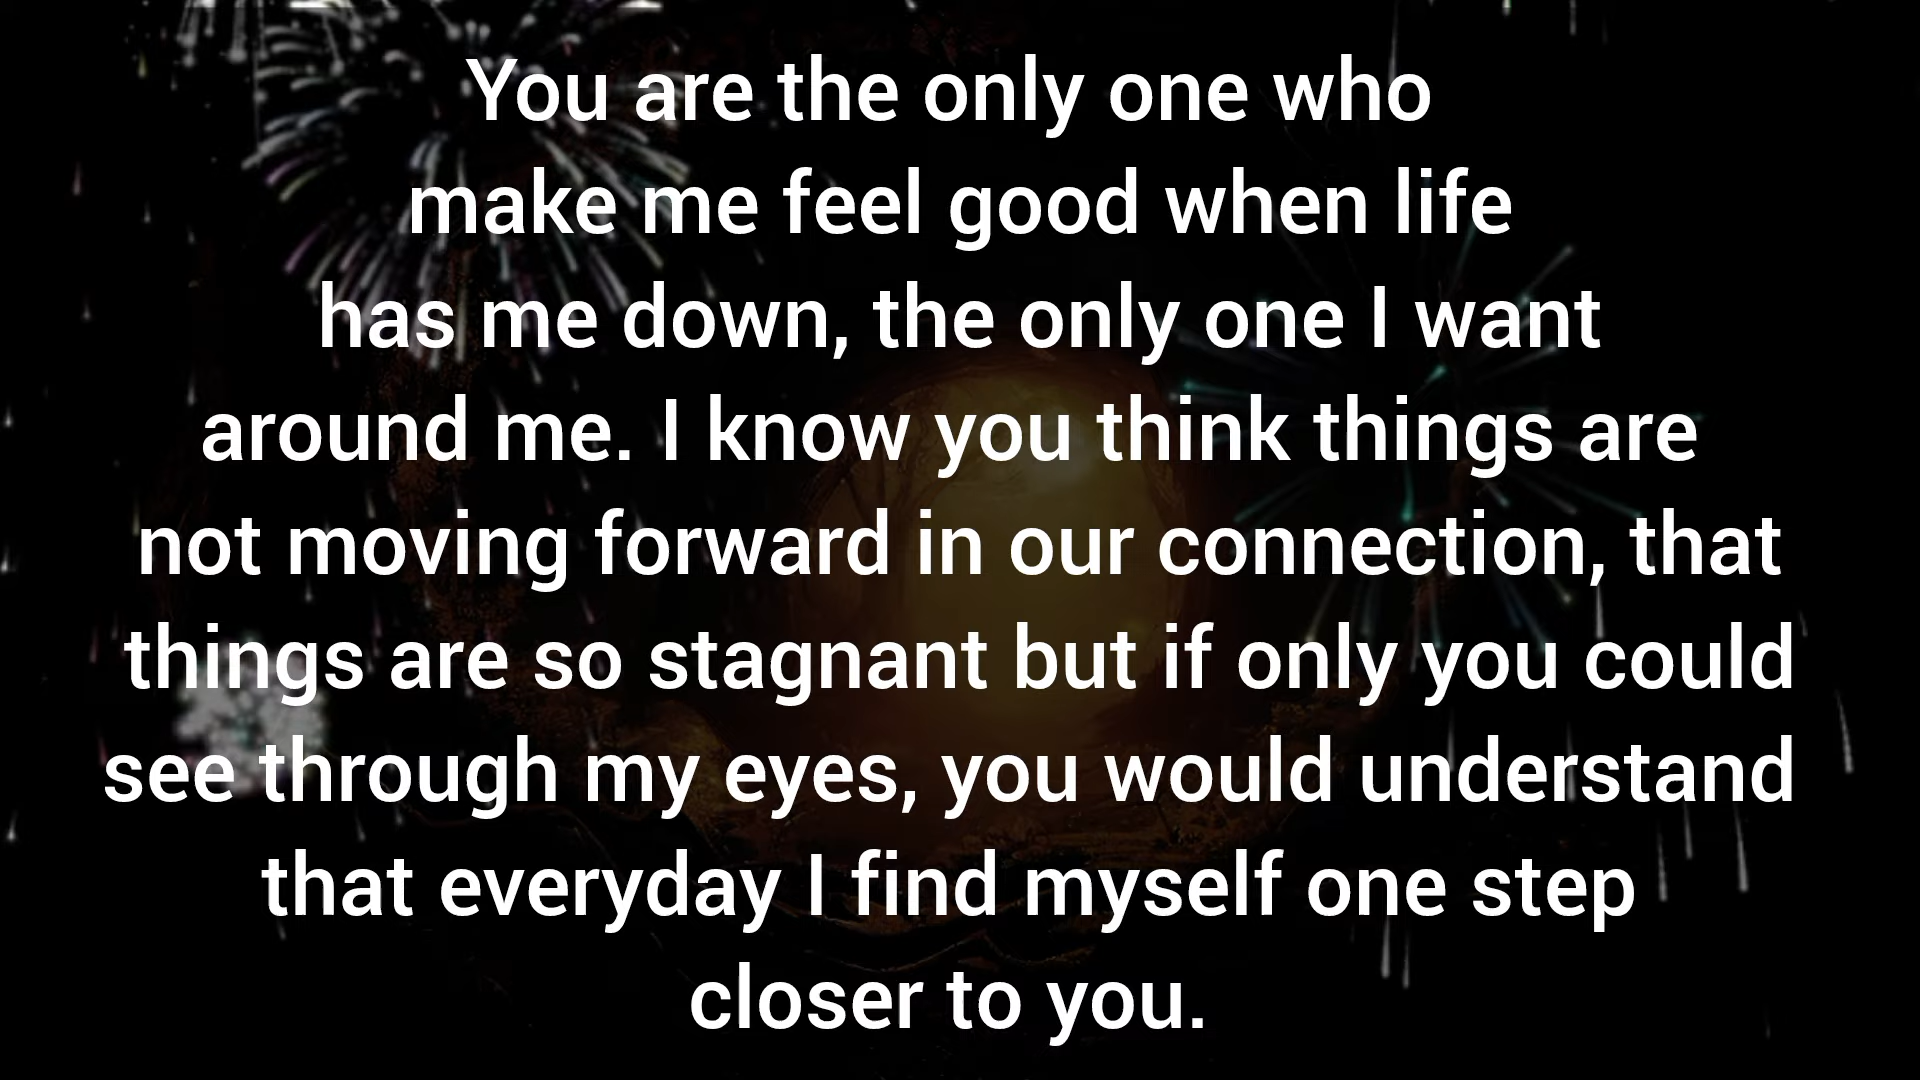 You are the only one who
make me feel good when life
has me down, the only one I want
around me. I know you think things are
not moving forward in our connection, that
things are so stagnant but if only you could
see through my eyes, you would understand
that everyday I find myself one step
closer to you.